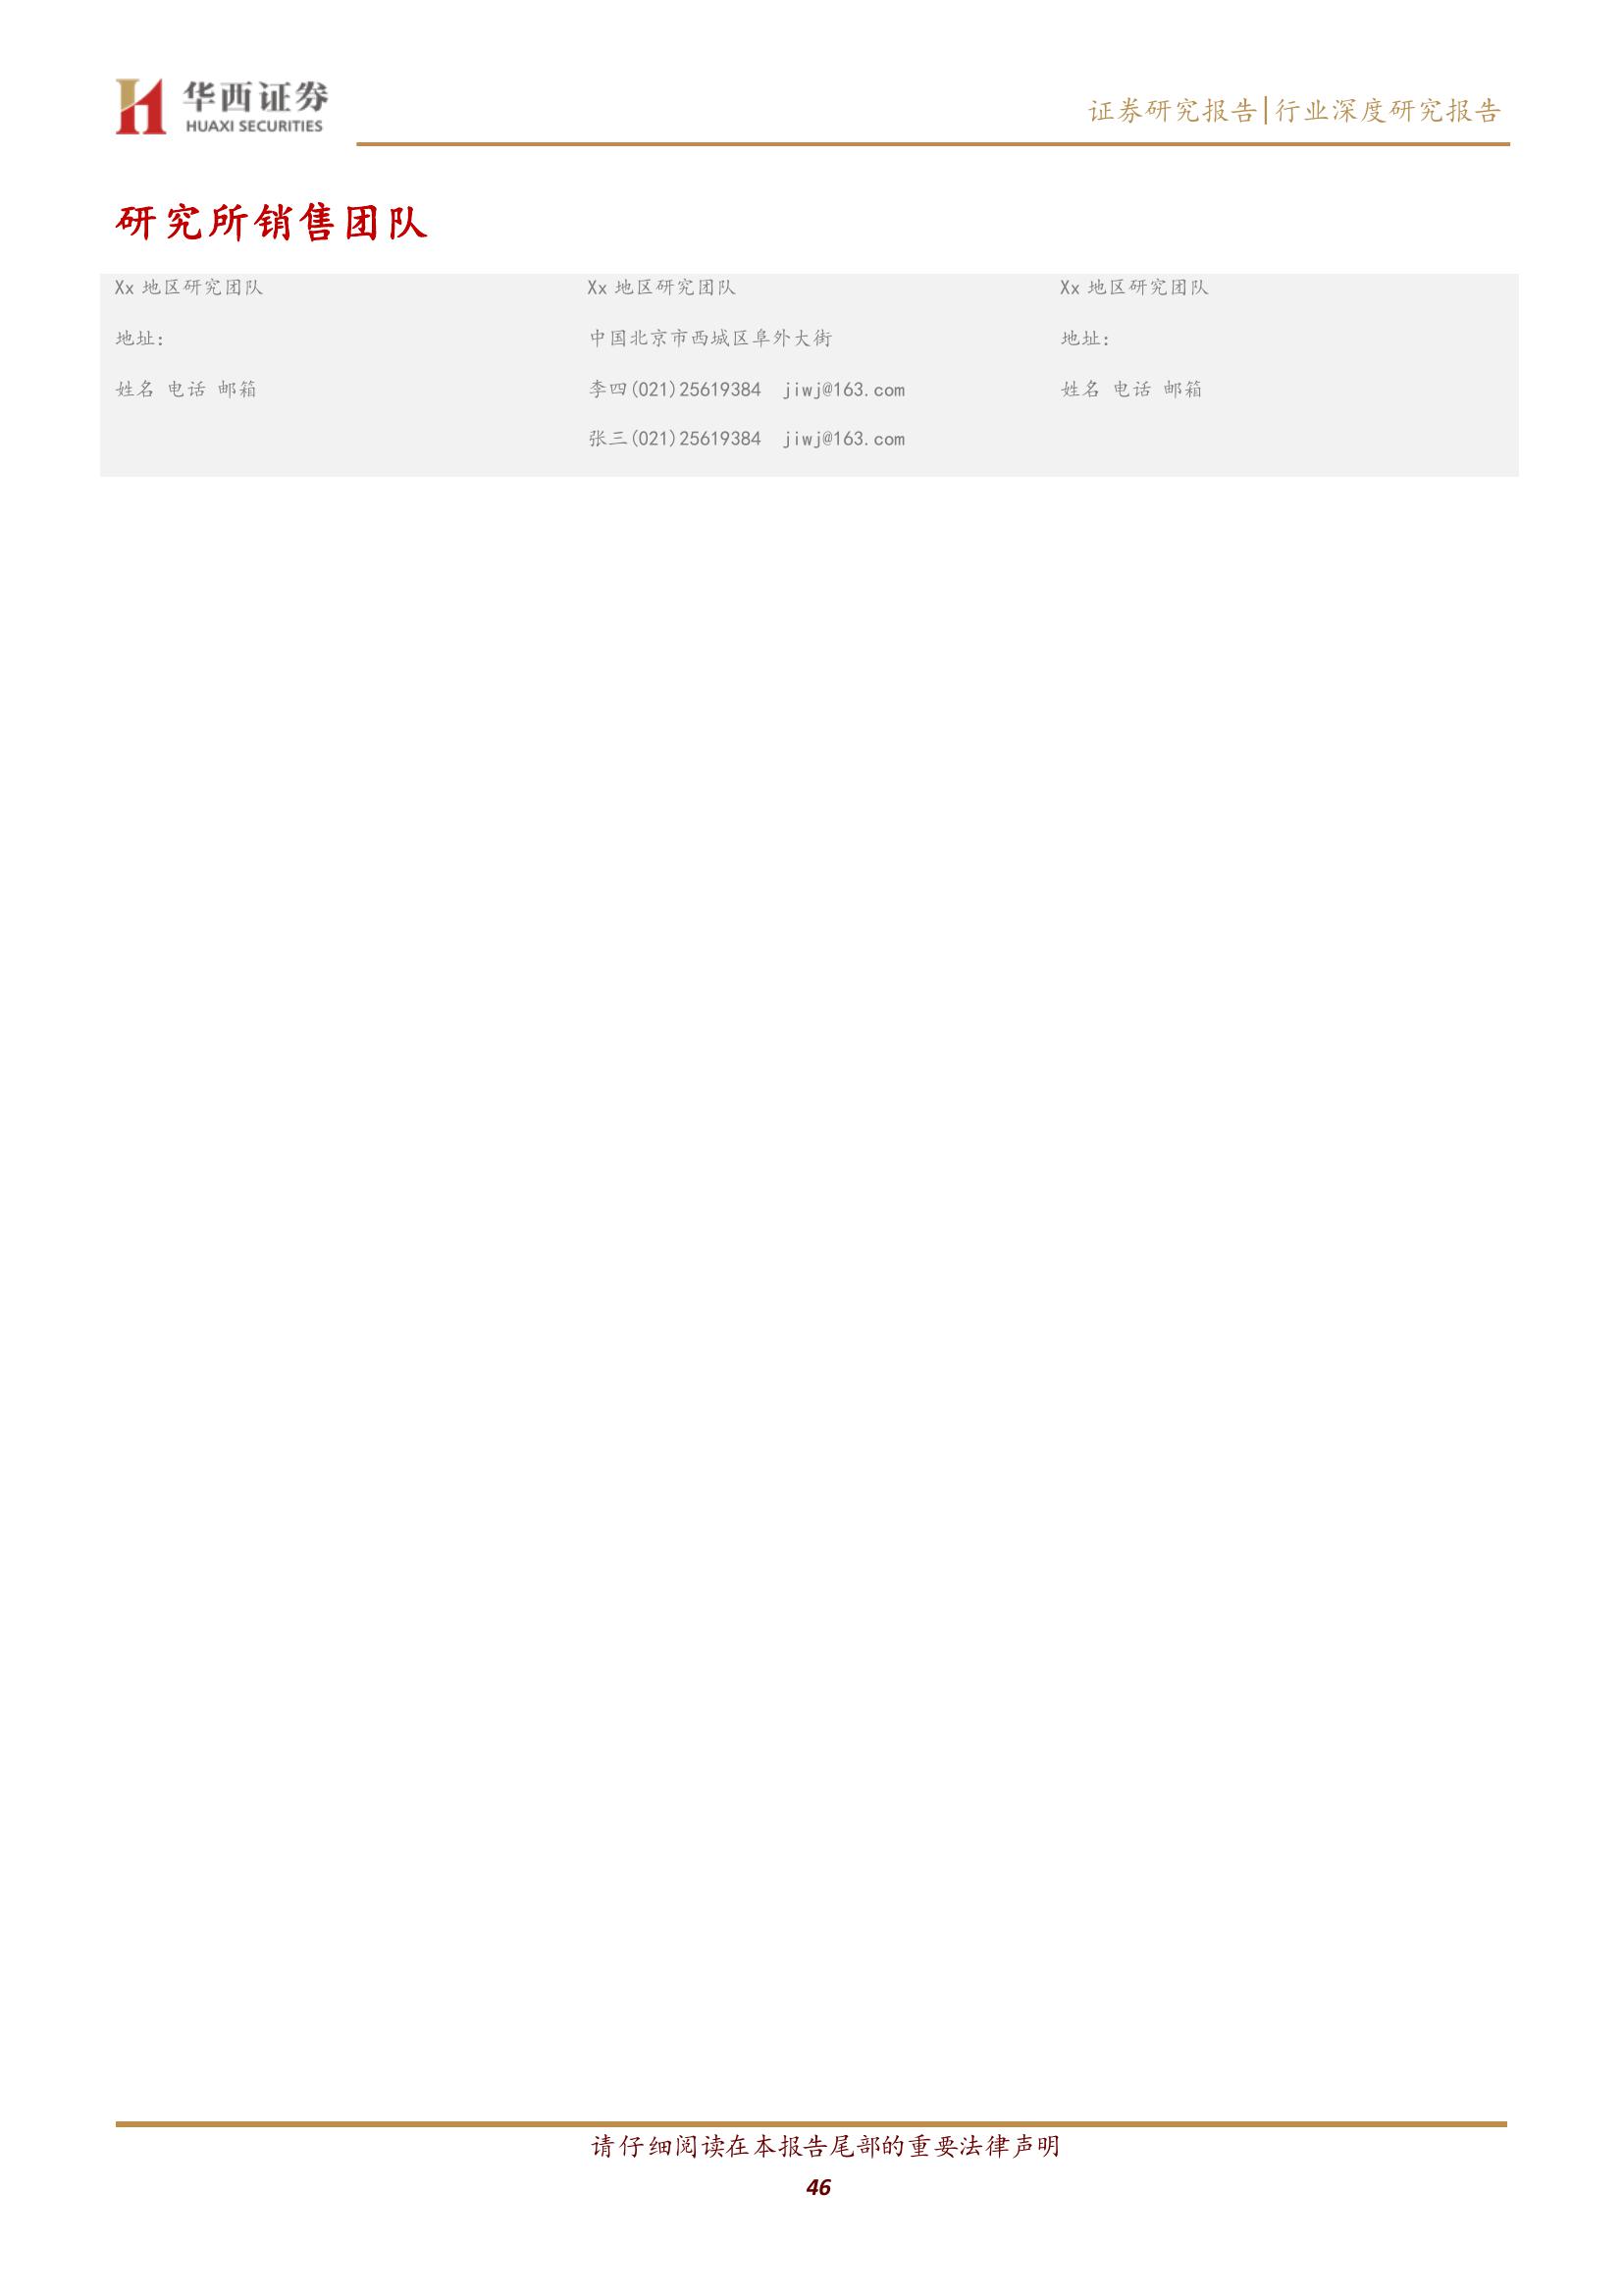 华西证券
HUAXI SECURITIES
证券研究报告|行业深度研究报告
研究所销售团队
Xx 地区研究团队
地址:
姓名 电话 邮箱
Xx 地区研究团队
中国北京市西城区阜外大街
李四(021)25619384  jiwj@163.com
张三(021)25619384  jiwj@163.com
Xx 地区研究团队
地址:
姓名 电话 邮箱
请仔细阅读在本报告尾部的重要法律声明
46